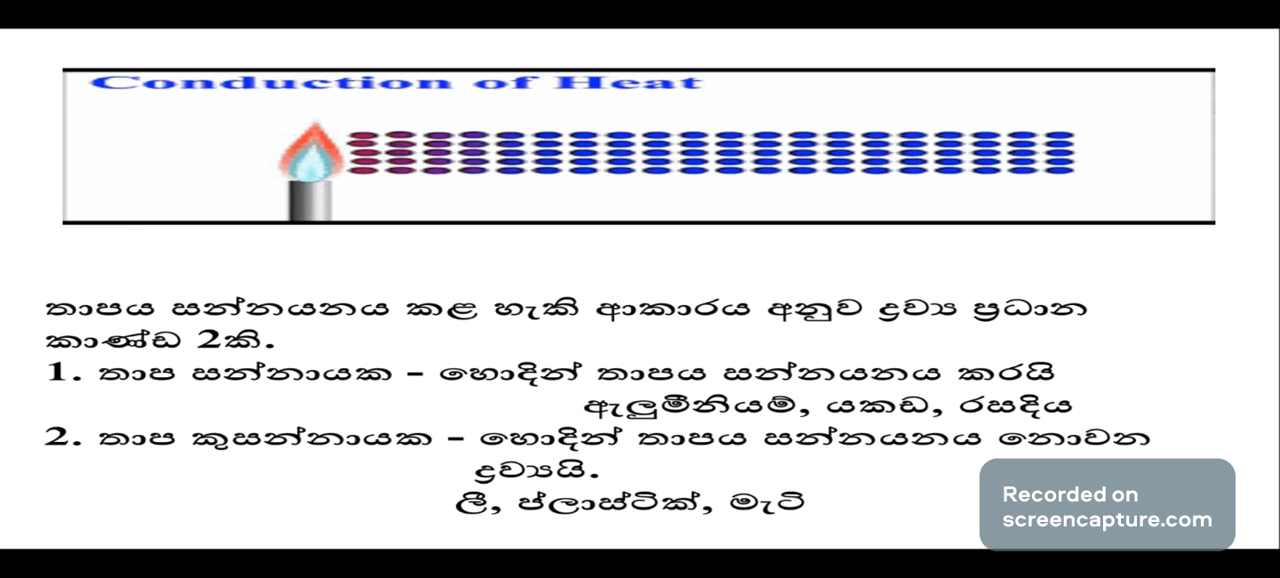 Conduction of Heat
තාපය සන්නයනය කළ හැකි ආකාරය අනුව ද්‍රව්‍ය ප්‍රධාන
කාණ්ඩ 2කි.
1. තාප සන්නායක – හොදින් තාපය සන්නයනය කරයි
ඇලුමීනියම්, යකඩ, රසදිය
2. තාප කුසන්නායක – හොදින් තාපය සන්නයනය නොවන
ද්‍රව්‍යයි.
ලී, ප්ලාස්ටික්, මැටි
Recorded on
screencapture.com